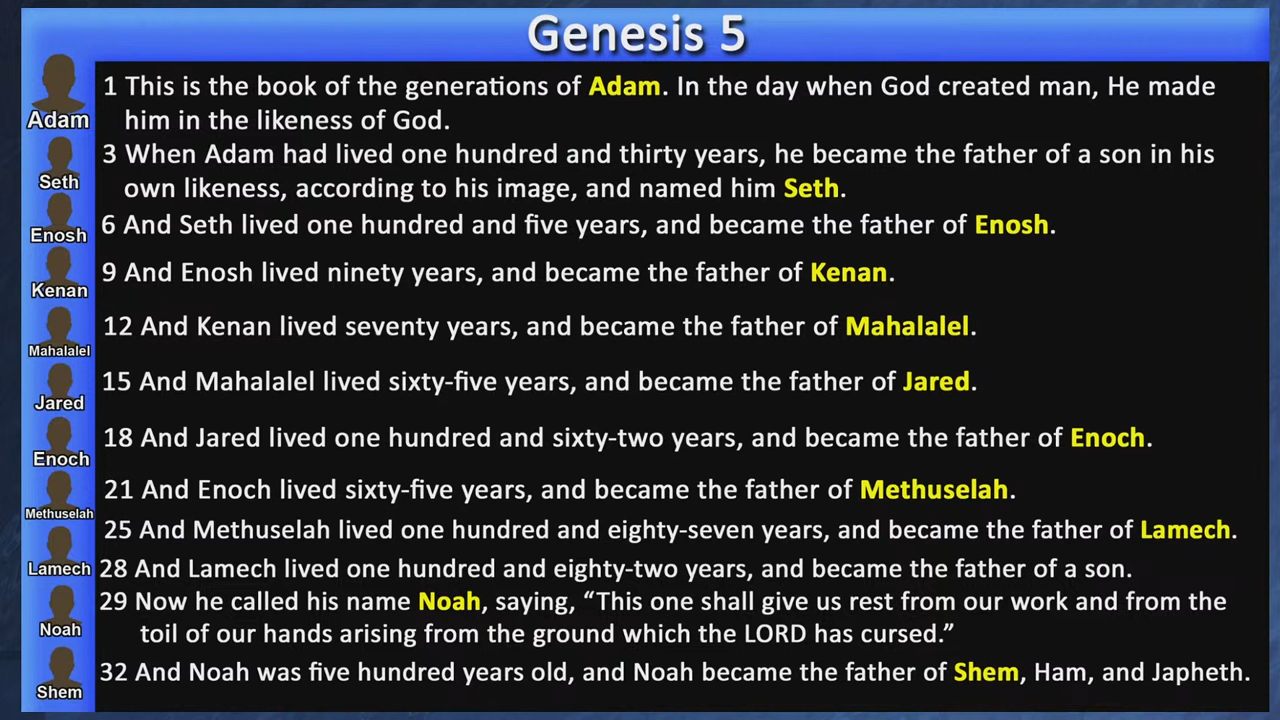 Genesis 5
Adam
1 This is the book of the generations of Adam. In the day when God created man, He made
him in the likeness of God.
Seth
3 When Adam had lived one hundred and thirty years, he became the father of a son in his
own likeness, according to his image, and named him Seth.
Enosh
6 And Seth lived one hundred and five years, and became the father of Enosh.
Kenan
9 And Enosh lived ninety years, and became the father of Kenan.
Mahalalel
12 And Kenan lived seventy years, and became the father of Mahalalel.
Jared
15 And Mahalalel lived sixty-five years, and became the father of Jared.
Enoch
18 And Jared lived one hundred and sixty-two years, and became the father of Enoch.
Methuselah
21 And Enoch lived sixty-five years, and became the father of Methuselah.
Lamech
25 And Methuselah lived one hundred and eighty-seven years, and became the father of Lamech.
28 And Lamech lived one hundred and eighty-two years, and became the father of a son.
Noah
29 Now he called his name Noah, saying, “This one shall give us rest from our work and from the
toil of our hands arising from the ground which the LORD has cursed.”
Shem
32 And Noah was five hundred years old, and Noah became the father of Shem, Ham, and Japheth.